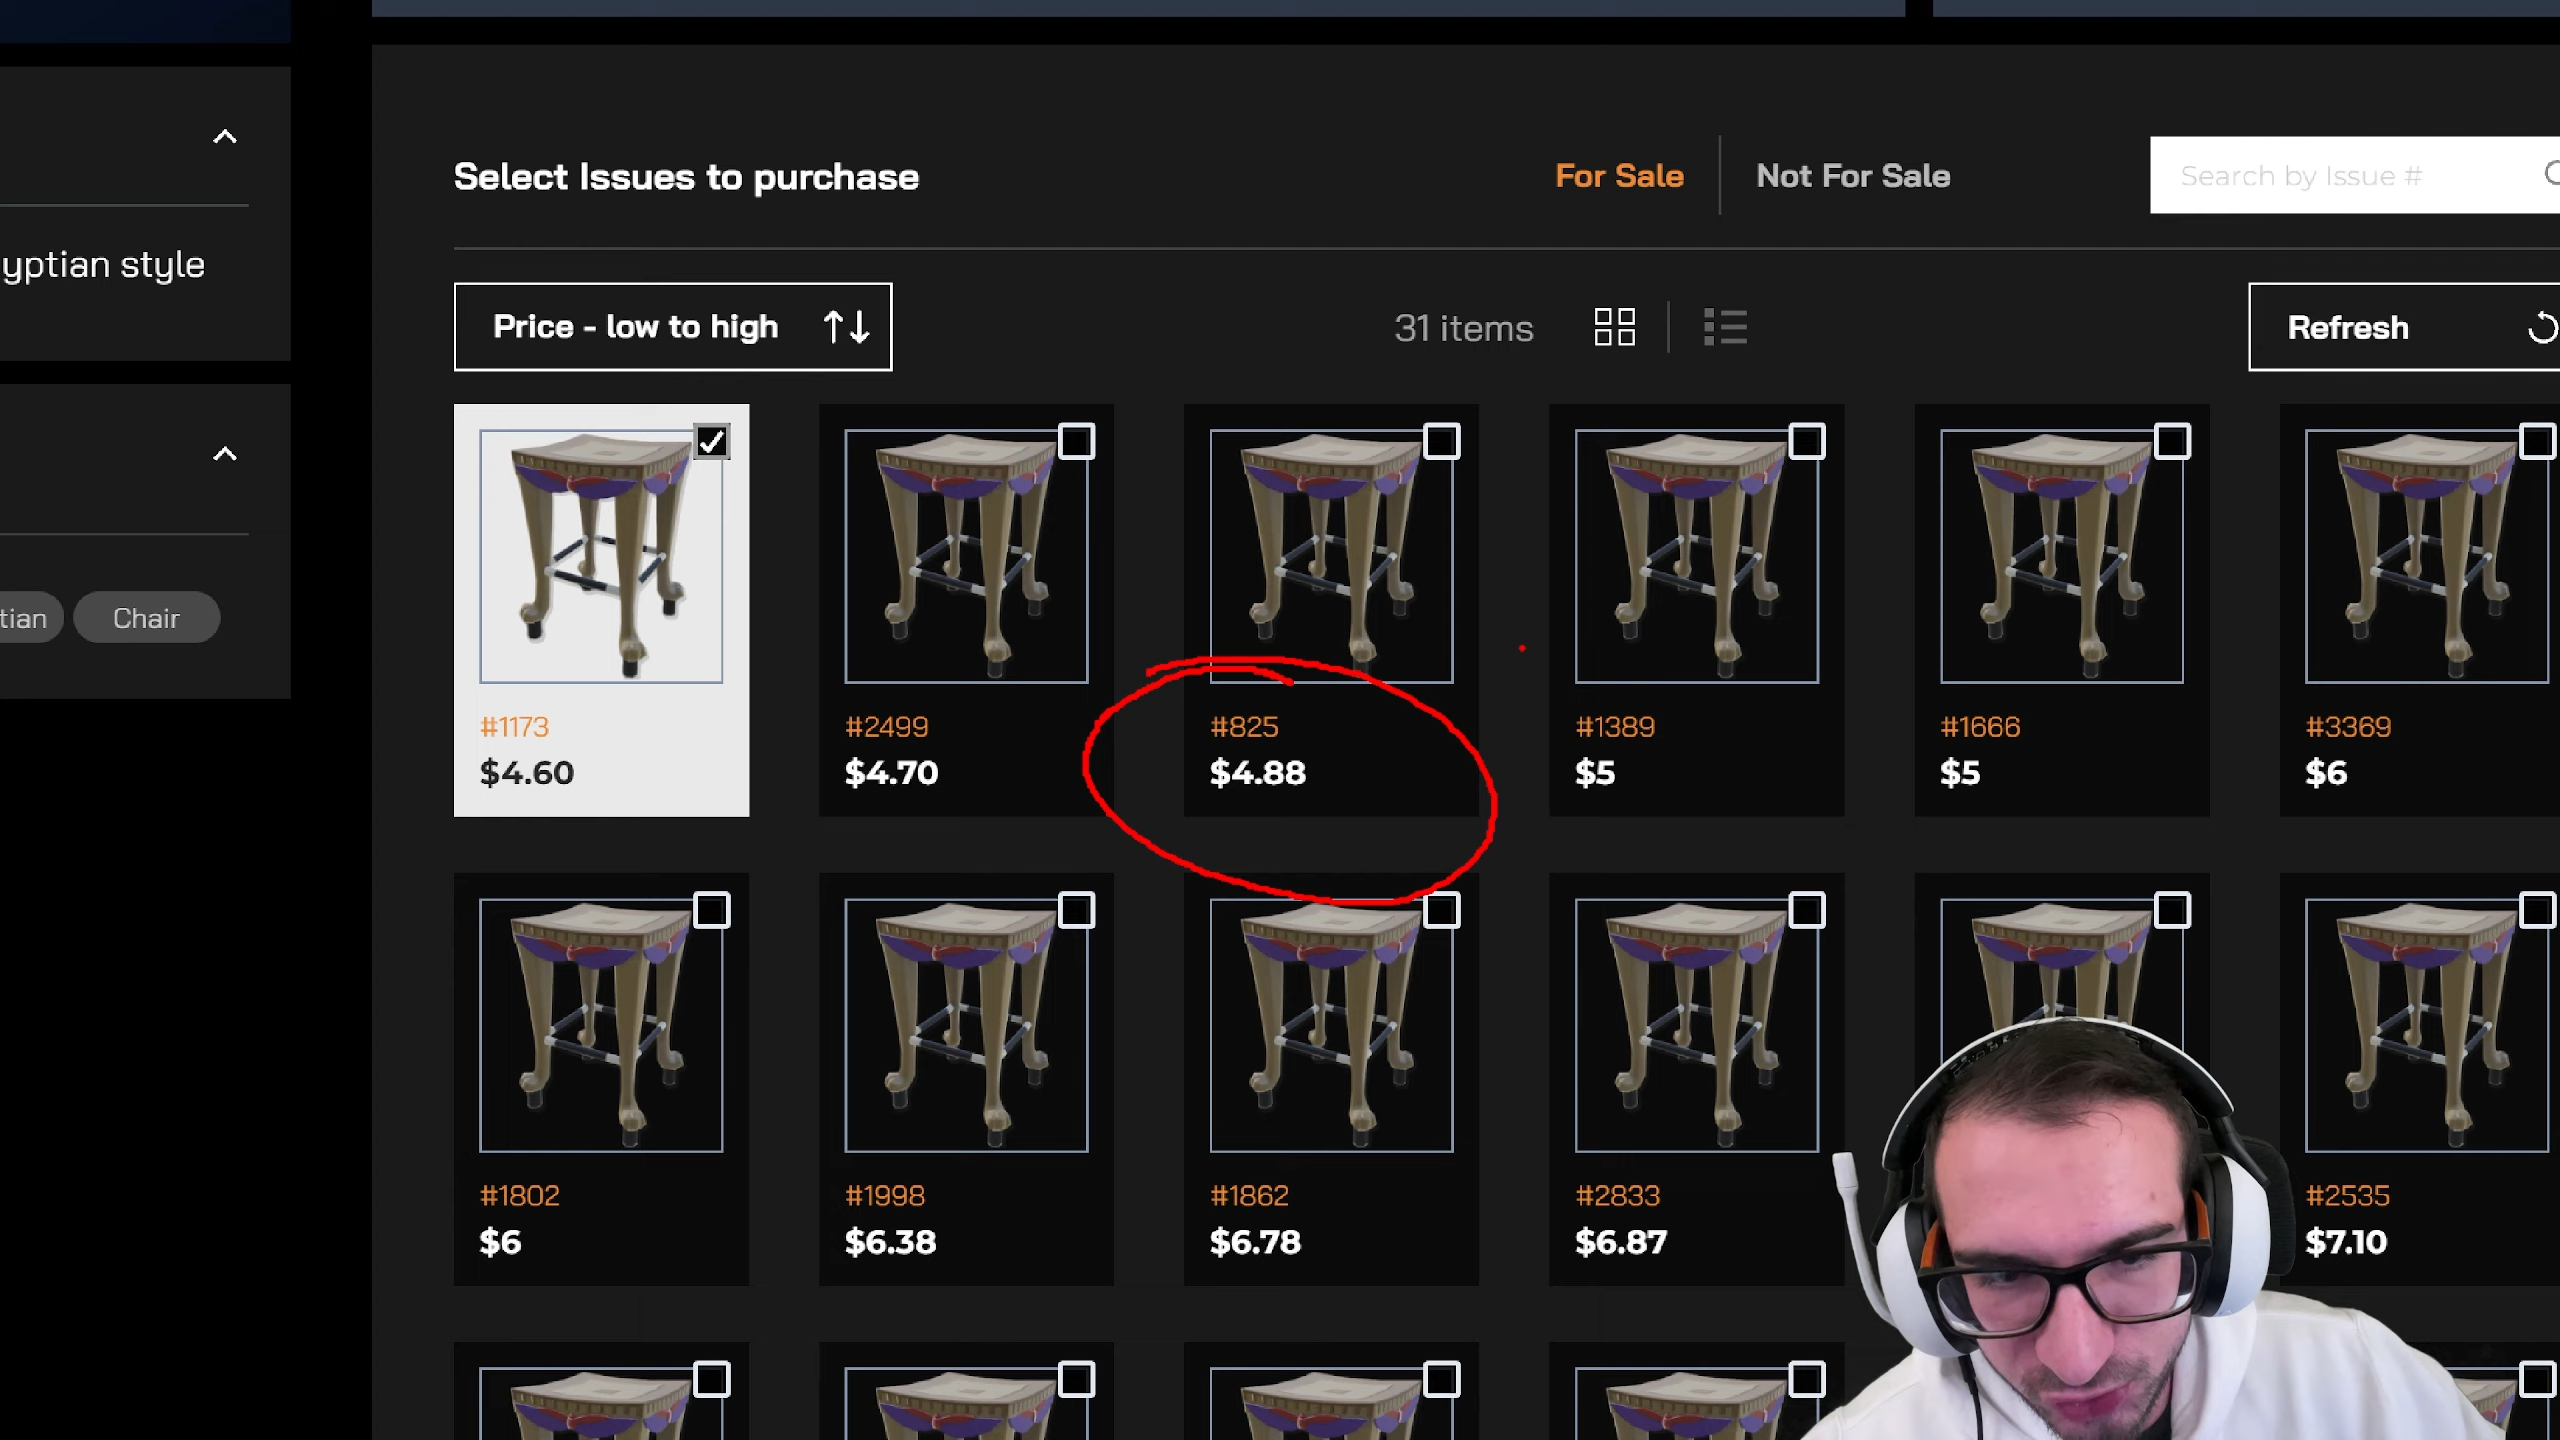 Select Issues to purchase
For Sale
Not For Sale
Search by Issue #
yptian style
Price - low to high
31 items
Refresh
tian
Chair
#1173
#2499
#825
#1389
#1666
#3369
$4.60
$4.70
$4.88
$5
$5
$6
#1802
#1998
#1862
#2833
#2535
$6
$6.38
$6.78
$6.87
$7.10